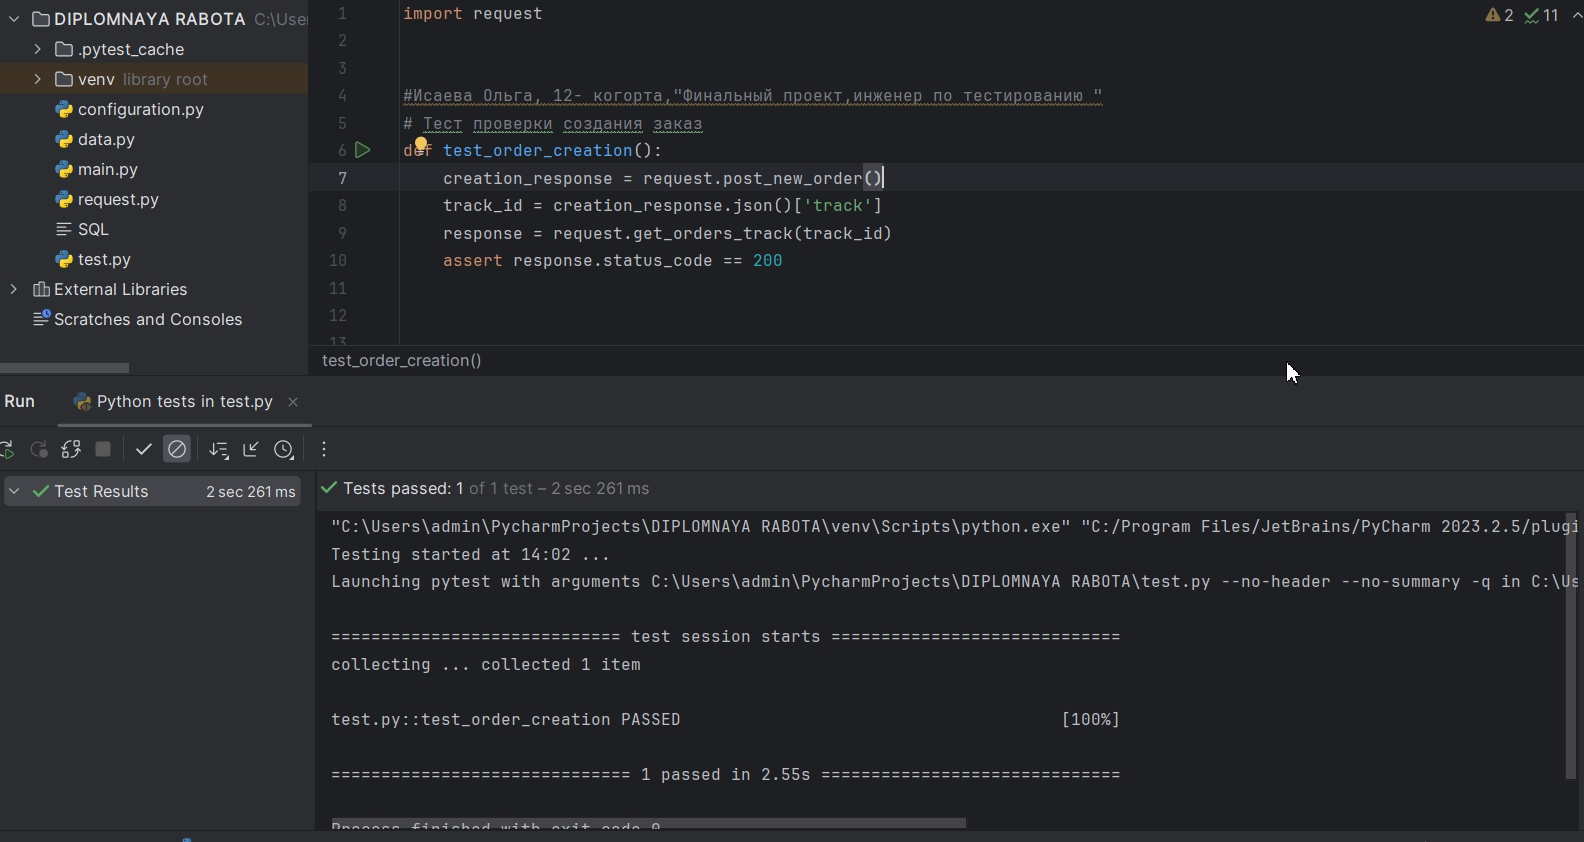 DIPLOMNAYA RABOTA C:\User
.pytest_cache
venv library root
configuration.py
data.py
main.py
request.py
SQL
test.py
External Libraries
Scratches and Consoles
1 import request
2
3
4 #Исаева Ольга, 12- когорта,"Финальный проект,инженер по тестированию "
5 # Тест проверки создания заказ
6 def test_order_creation():
7 creation_response = request.post_new_order()
8 track_id = creation_response.json()['track']
9 response = request.get_orders_track(track_id)
10 assert response.status_code == 200
11
12
13
2 11
test_order_creation()
Run Python tests in test.py
Test Results 2 sec 261 ms
Tests passed: 1 of 1 test – 2 sec 261 ms
"C:\Users\admin\PycharmProjects\DIPLOMNAYA RABOTA\venv\Scripts\python.exe" "C:/Program Files/JetBrains/PyCharm 2023.2.5/plugi
Testing started at 14:02 ...
Launching pytest with arguments C:\Users\admin\PycharmProjects\DIPLOMNAYA RABOTA\test.py --no-header --no-summary -q in C:\Us
============================= test session starts =============================
collecting ... collected 1 item
test.py::test_order_creation PASSED [100%]
============================== 1 passed in 2.55s ==============================
Process finished with exit code 0